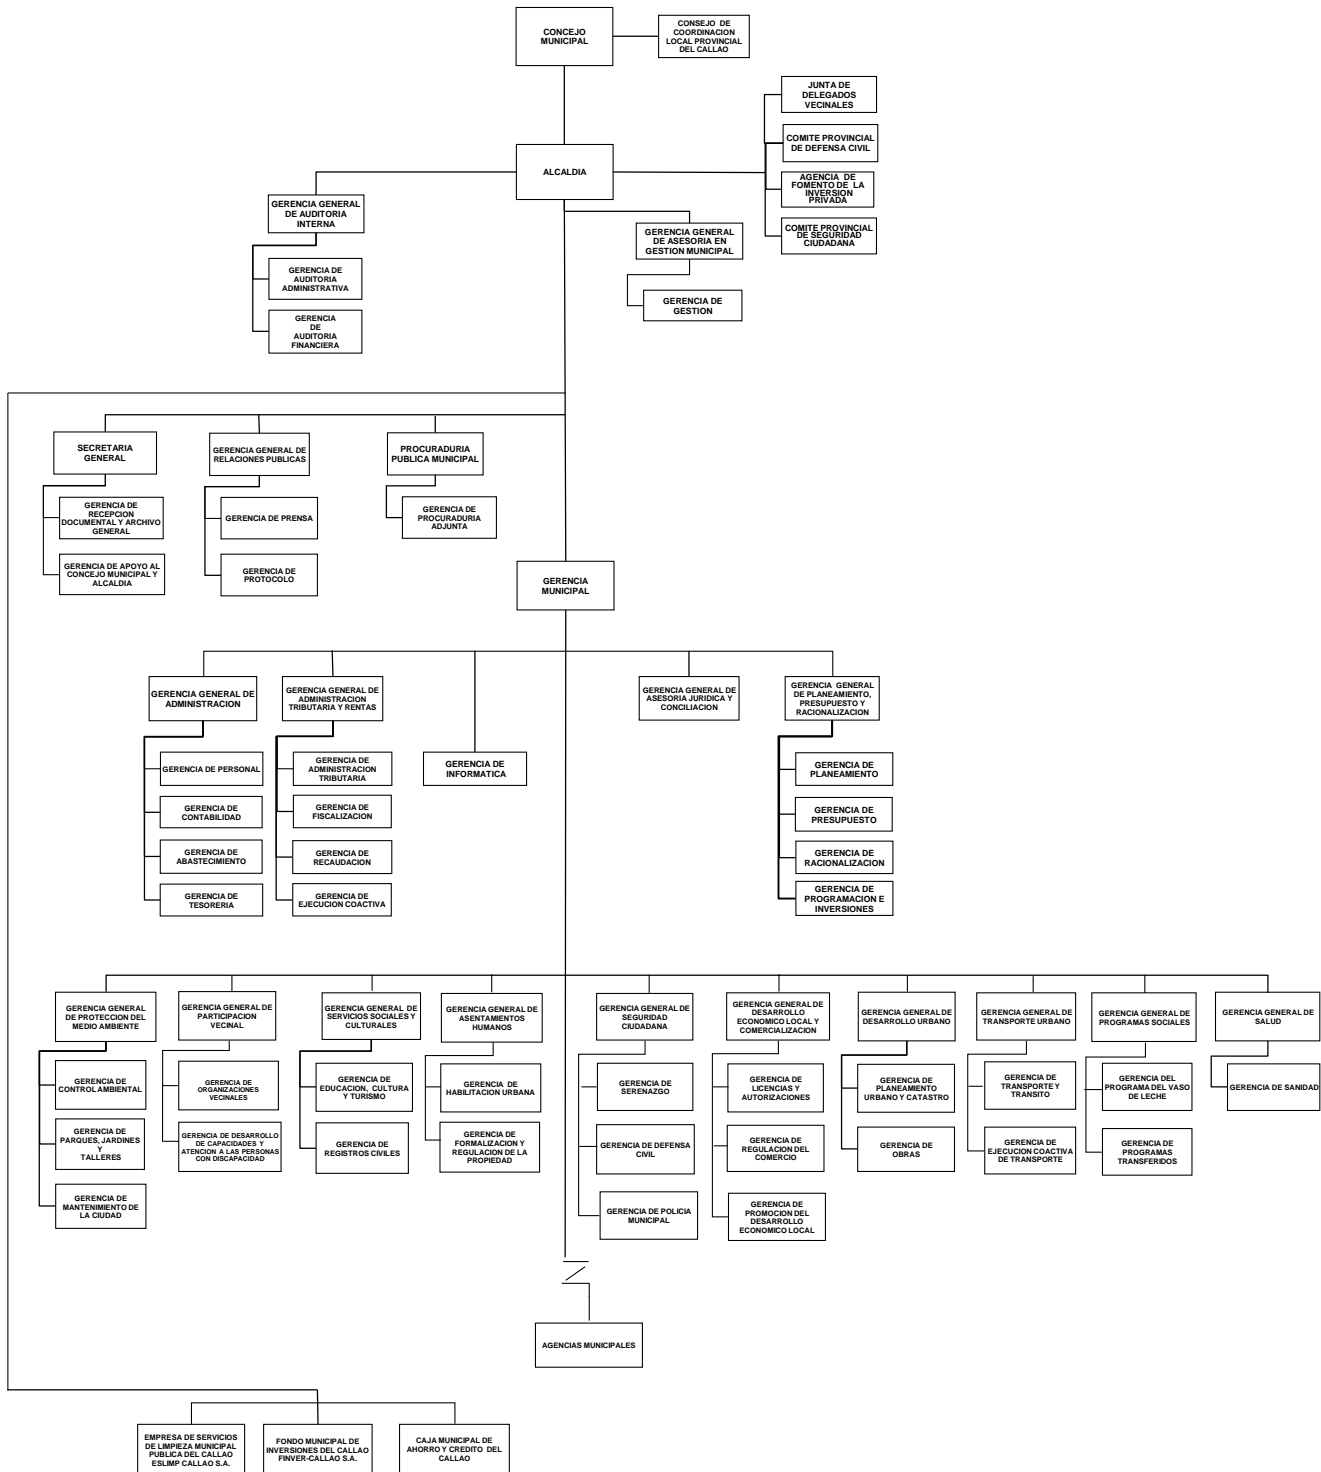 CONCEJO
MUNICIPAL
CONSEJO DE
COORDINACION
LOCAL PROVINCIAL
DEL CALLAO
JUNTA DE
DELEGADOS
VECINALES
COMITE PROVINCIAL
DE DEFENSA CIVIL
ALCALDIA
AGENCIA DE
FOMENTO DE LA
INVERSION
PRIVADA
COMITE PROVINCIAL
DE SEGURIDAD
CIUDADANA
GERENCIA GENERAL
DE AUDITORIA
INTERNA
GERENCIA GENERAL
DE ASESORIA EN
GESTION MUNICIPAL
GERENCIA DE
AUDITORIA
ADMINISTRATIVA
GERENCIA DE
GESTION
GERENCIA
DE
AUDITORIA
FINANCIERA
SECRETARIA
GENERAL
GERENCIA GENERAL DE
RELACIONES PUBLICAS
PROCURADURIA
PUBLICA MUNICIPAL
GERENCIA DE
RECEPCION
DOCUMENTAL Y ARCHIVO
GENERAL
GERENCIA DE PRENSA
GERENCIA DE
PROCURADURIA
ADJUNTA
GERENCIA DE APOYO AL
CONCEJO MUNICIPAL Y
ALCALDIA
GERENCIA DE
PROTOCOLO
GERENCIA
MUNICIPAL
GERENCIA GENERAL DE
ADMINISTRACION
GERENCIA GENERAL DE
ADMINISTRACION
TRIBUTARIA Y RENTAS
GERENCIA GENERAL DE
ASESORIA JURIDICA Y
CONCILIACION
GERENCIA GENERAL
DE PLANEAMIENTO,
PRESUPUESTO Y
RACIONALIZACION
GERENCIA DE PERSONAL
GERENCIA DE
ADMINISTRACION
TRIBUTARIA
GERENCIA DE
INFORMATICA
GERENCIA DE
PLANEAMIENTO
GERENCIA DE
CONTABILIDAD
GERENCIA DE
FISCALIZACION
GERENCIA DE
PRESUPUESTO
GERENCIA DE
ABASTECIMIENTO
GERENCIA DE
RECAUDACION
GERENCIA DE
RACIONALIZACION
GERENCIA DE
TESORERIA
GERENCIA DE
EJECUCION COACTIVA
GERENCIA DE
PROGRAMACION E
INVERSIONES
GERENCIA GENERAL
DE PROTECCION DEL
MEDIO AMBIENTE
GERENCIA GENERAL DE
PARTICIPACION
VECINAL
GERENCIA GENERAL DE
SERVICIOS SOCIALES Y
CULTURALES
GERENCIA GENERAL DE
ASENTAMIENTOS
HUMANOS
GERENCIA GENERAL DE
SEGURIDAD
CIUDADANA
GERENCIA GENERAL DE
DESARROLLO
ECONOMICO LOCAL Y
COMERCIALIZACION
GERENCIA GENERAL DE
DESARROLLO URBANO
GERENCIA GENERAL DE
TRANSPORTE URBANO
GERENCIA GENERAL DE
PROGRAMAS SOCIALES
GERENCIA GENERAL DE
SALUD
GERENCIA DE
CONTROL AMBIENTAL
GERENCIA DE
ORGANIZACIONES
VECINALES
GERENCIA DE
EDUCACION, CULTURA
Y TURISMO
GERENCIA DE
HABILITACION URBANA
GERENCIA DE
SERENAZGO
GERENCIA DE
LICENCIAS Y
AUTORIZACIONES
GERENCIA DE
PLANEAMIENTO
URBANO Y CATASTRO
GERENCIA DE
TRANSPORTE Y
TRANSITO
GERENCIA DEL
PROGRAMA DEL VASO
DE LECHE
GERENCIA DE SANIDAD
GERENCIA DE
PARQUES, JARDINES
Y
TALLERES
GERENCIA DE DESARROLLO
DE CAPACIDADES Y
ATENCION A LAS PERSONAS
CON DISCAPACIDAD
GERENCIA DE
REGISTROS CIVILES
GERENCIA DE
FORMALIZACION Y
REGULACION DE LA
PROPIEDAD
GERENCIA DE DEFENSA
CIVIL
GERENCIA DE
REGULACION DEL
COMERCIO
GERENCIA DE
OBRAS
GERENCIA DE
EJECUCION COACTIVA
DE TRANSPORTE
GERENCIA DE
PROGRAMAS
TRANSFERIDOS
GERENCIA DE
MANTENIMIENTO DE
LA CIUDAD
GERENCIA DE POLICIA
MUNICIPAL
GERENCIA DE
PROMOCION DEL
DESARROLLO
ECONOMICO LOCAL
AGENCIAS MUNICIPALES
EMPRESA DE SERVICIOS
DE LIMPIEZA MUNICIPAL
PUBLICA DEL CALLAO
ESLIMP CALLAO S.A.
FONDO MUNICIPAL DE
INVERSIONES DEL CALLAO
FINVER-CALLAO S.A.
CAJA MUNICIPAL DE
AHORRO Y CREDITO DEL
CALLAO